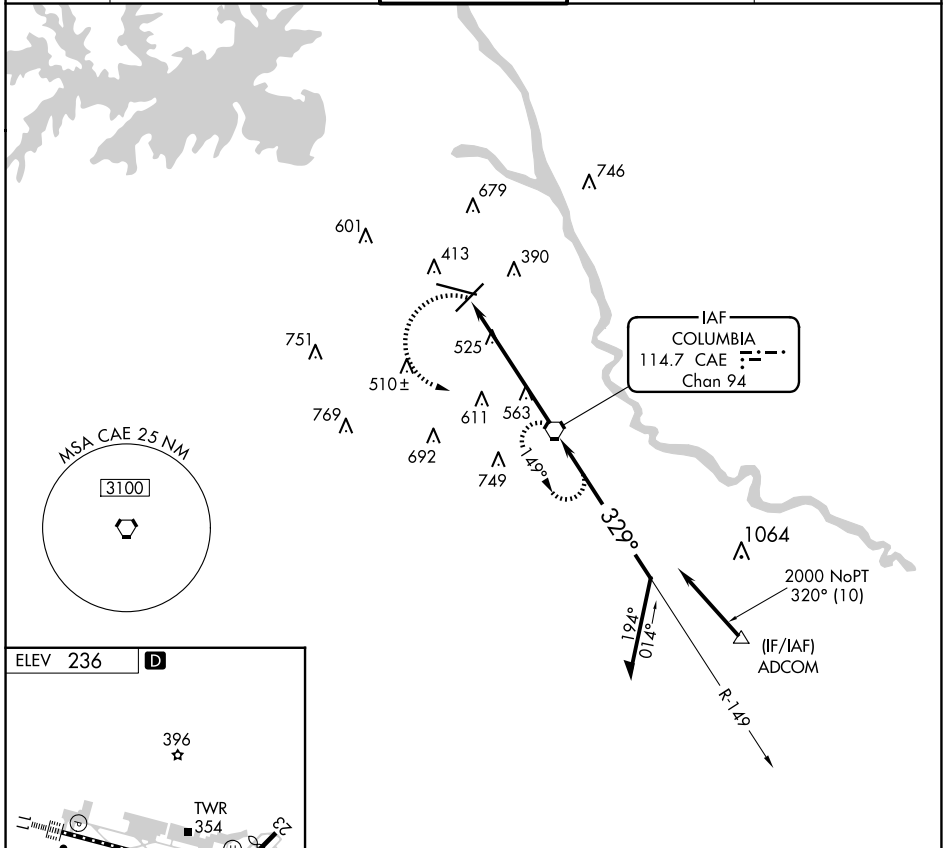 746
679
601
413
390
IAF
COLUMBIA
114.7 CAE
Chan 94
751
525
510±
769
611
563
692
749
149°
MSA CAE 25 NM
3100
329°
1064
2000 NoPT
320° (10)
194°
014°
(IF/IAF)
ADCOM
R-149
ELEV 236 D
396
TWR
354
11
P
23